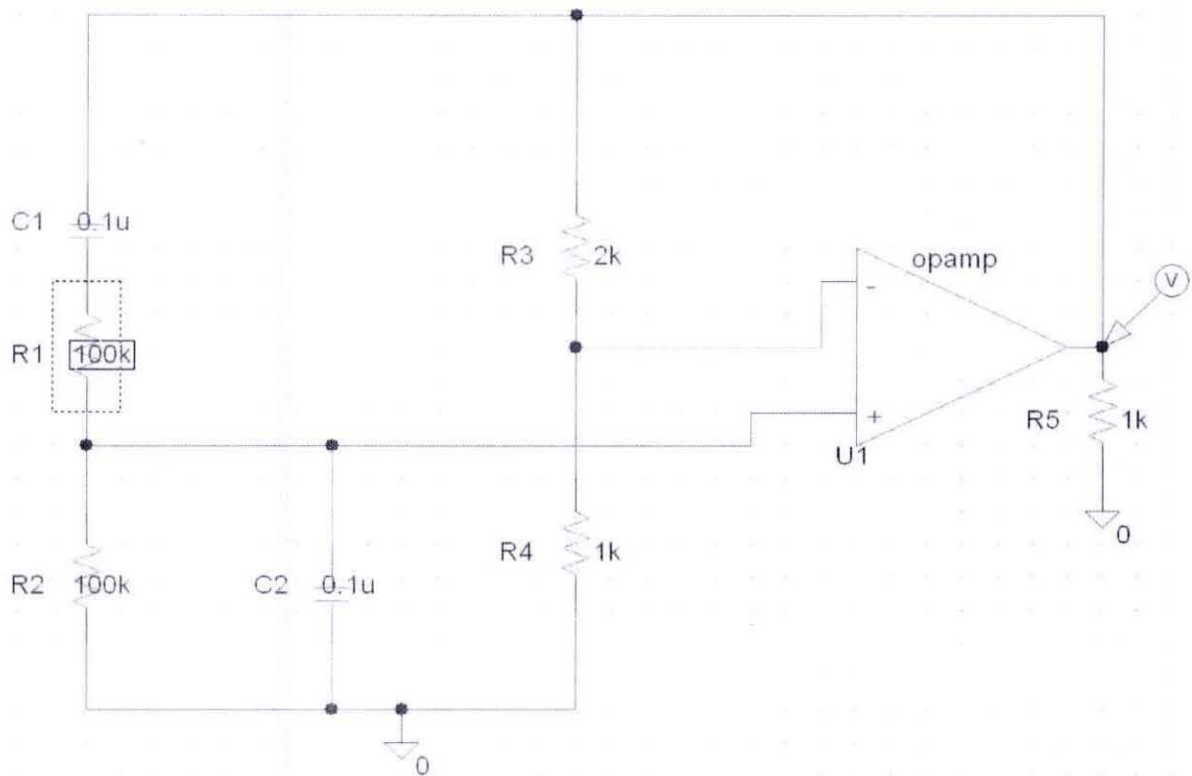 C1 0.1u
R3 2k
opamp
-
V
R1 100k
+
U1
R5 1k
0
R2 100k
C2 0.1u
R4 1k
0